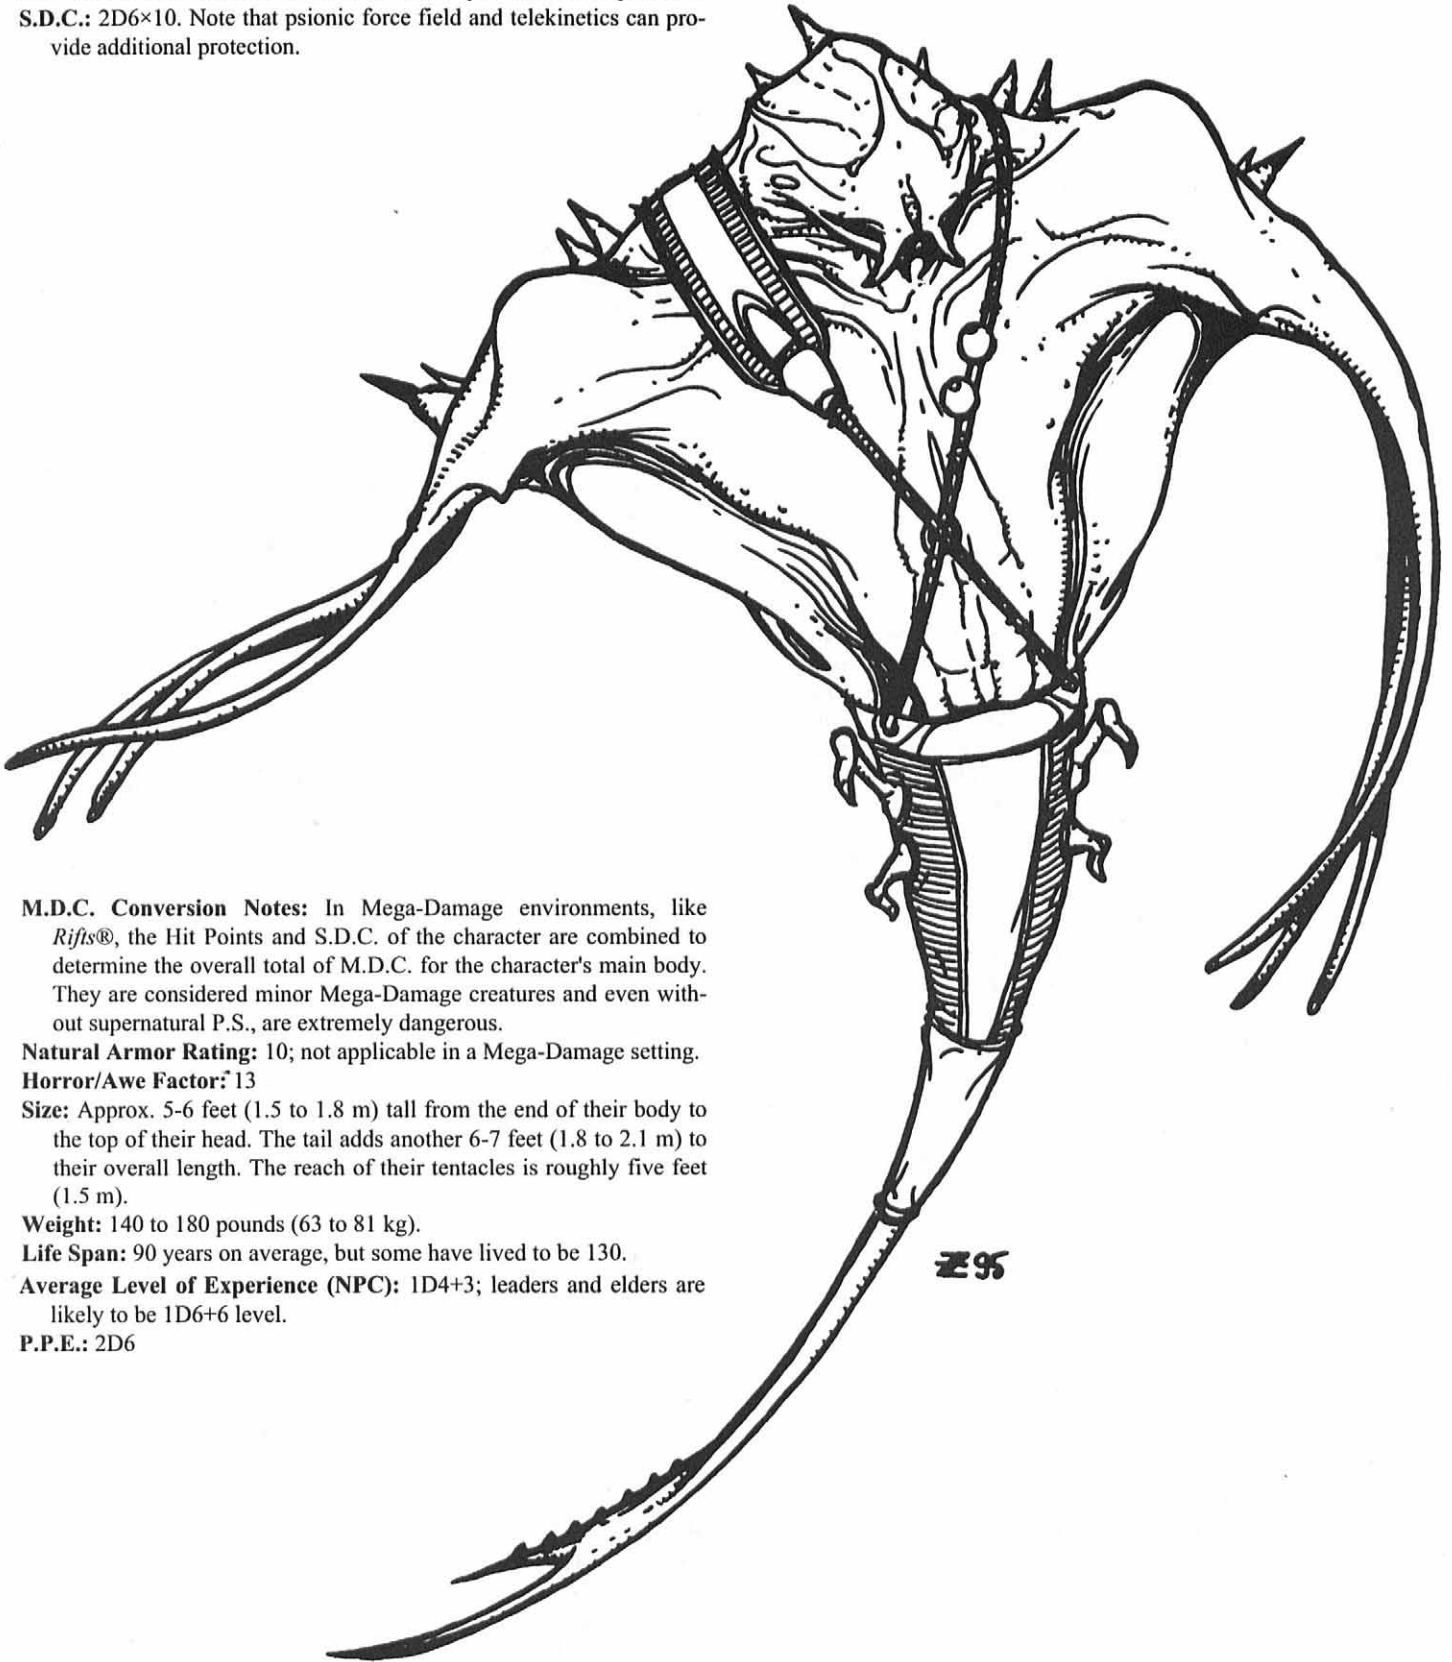 S.D.C.: 2D6×10. Note that psionic force field and telekinetics can pro-
vide additional protection.
M.D.C. Conversion Notes: In Mega-Damage environments, like
Rifts®, the Hit Points and S.D.C. of the character are combined to
determine the overall total of M.D.C. for the character's main body.
They are considered minor Mega-Damage creatures and even with-
out supernatural P.S., are extremely dangerous.
Natural Armor Rating: 10; not applicable in a Mega-Damage setting.
Horror/Awe Factor: 13
Size: Approx. 5-6 feet (1.5 to 1.8 m) tall from the end of their body to
the top of their head. The tail adds another 6-7 feet (1.8 to 2.1 m) to
their overall length. The reach of their tentacles is roughly five feet
(1.5 m).
Weight: 140 to 180 pounds (63 to 81 kg).
Life Span: 90 years on average, but some have lived to be 130.
Average Level of Experience (NPC): 1D4+3; leaders and elders are
likely to be 1D6+6 level.
P.P.E.: 2D6